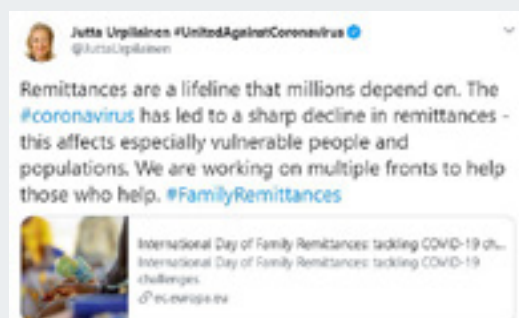 Jutta Urpilainen #UnitedAgainstCoronavirus
@JuttaUrpilainen
Remittances are a lifeline that millions depend on. The
#coronavirus has led to a sharp decline in remittances -
this affects especially vulnerable people and
populations. We are working on multiple fronts to help
those who help. #FamilyRemittances
International Day of Family Remittances: tackling COVID-19 ch...
International Day of Family Remittances: tackling COVID-19
challenges
ec.europa.eu